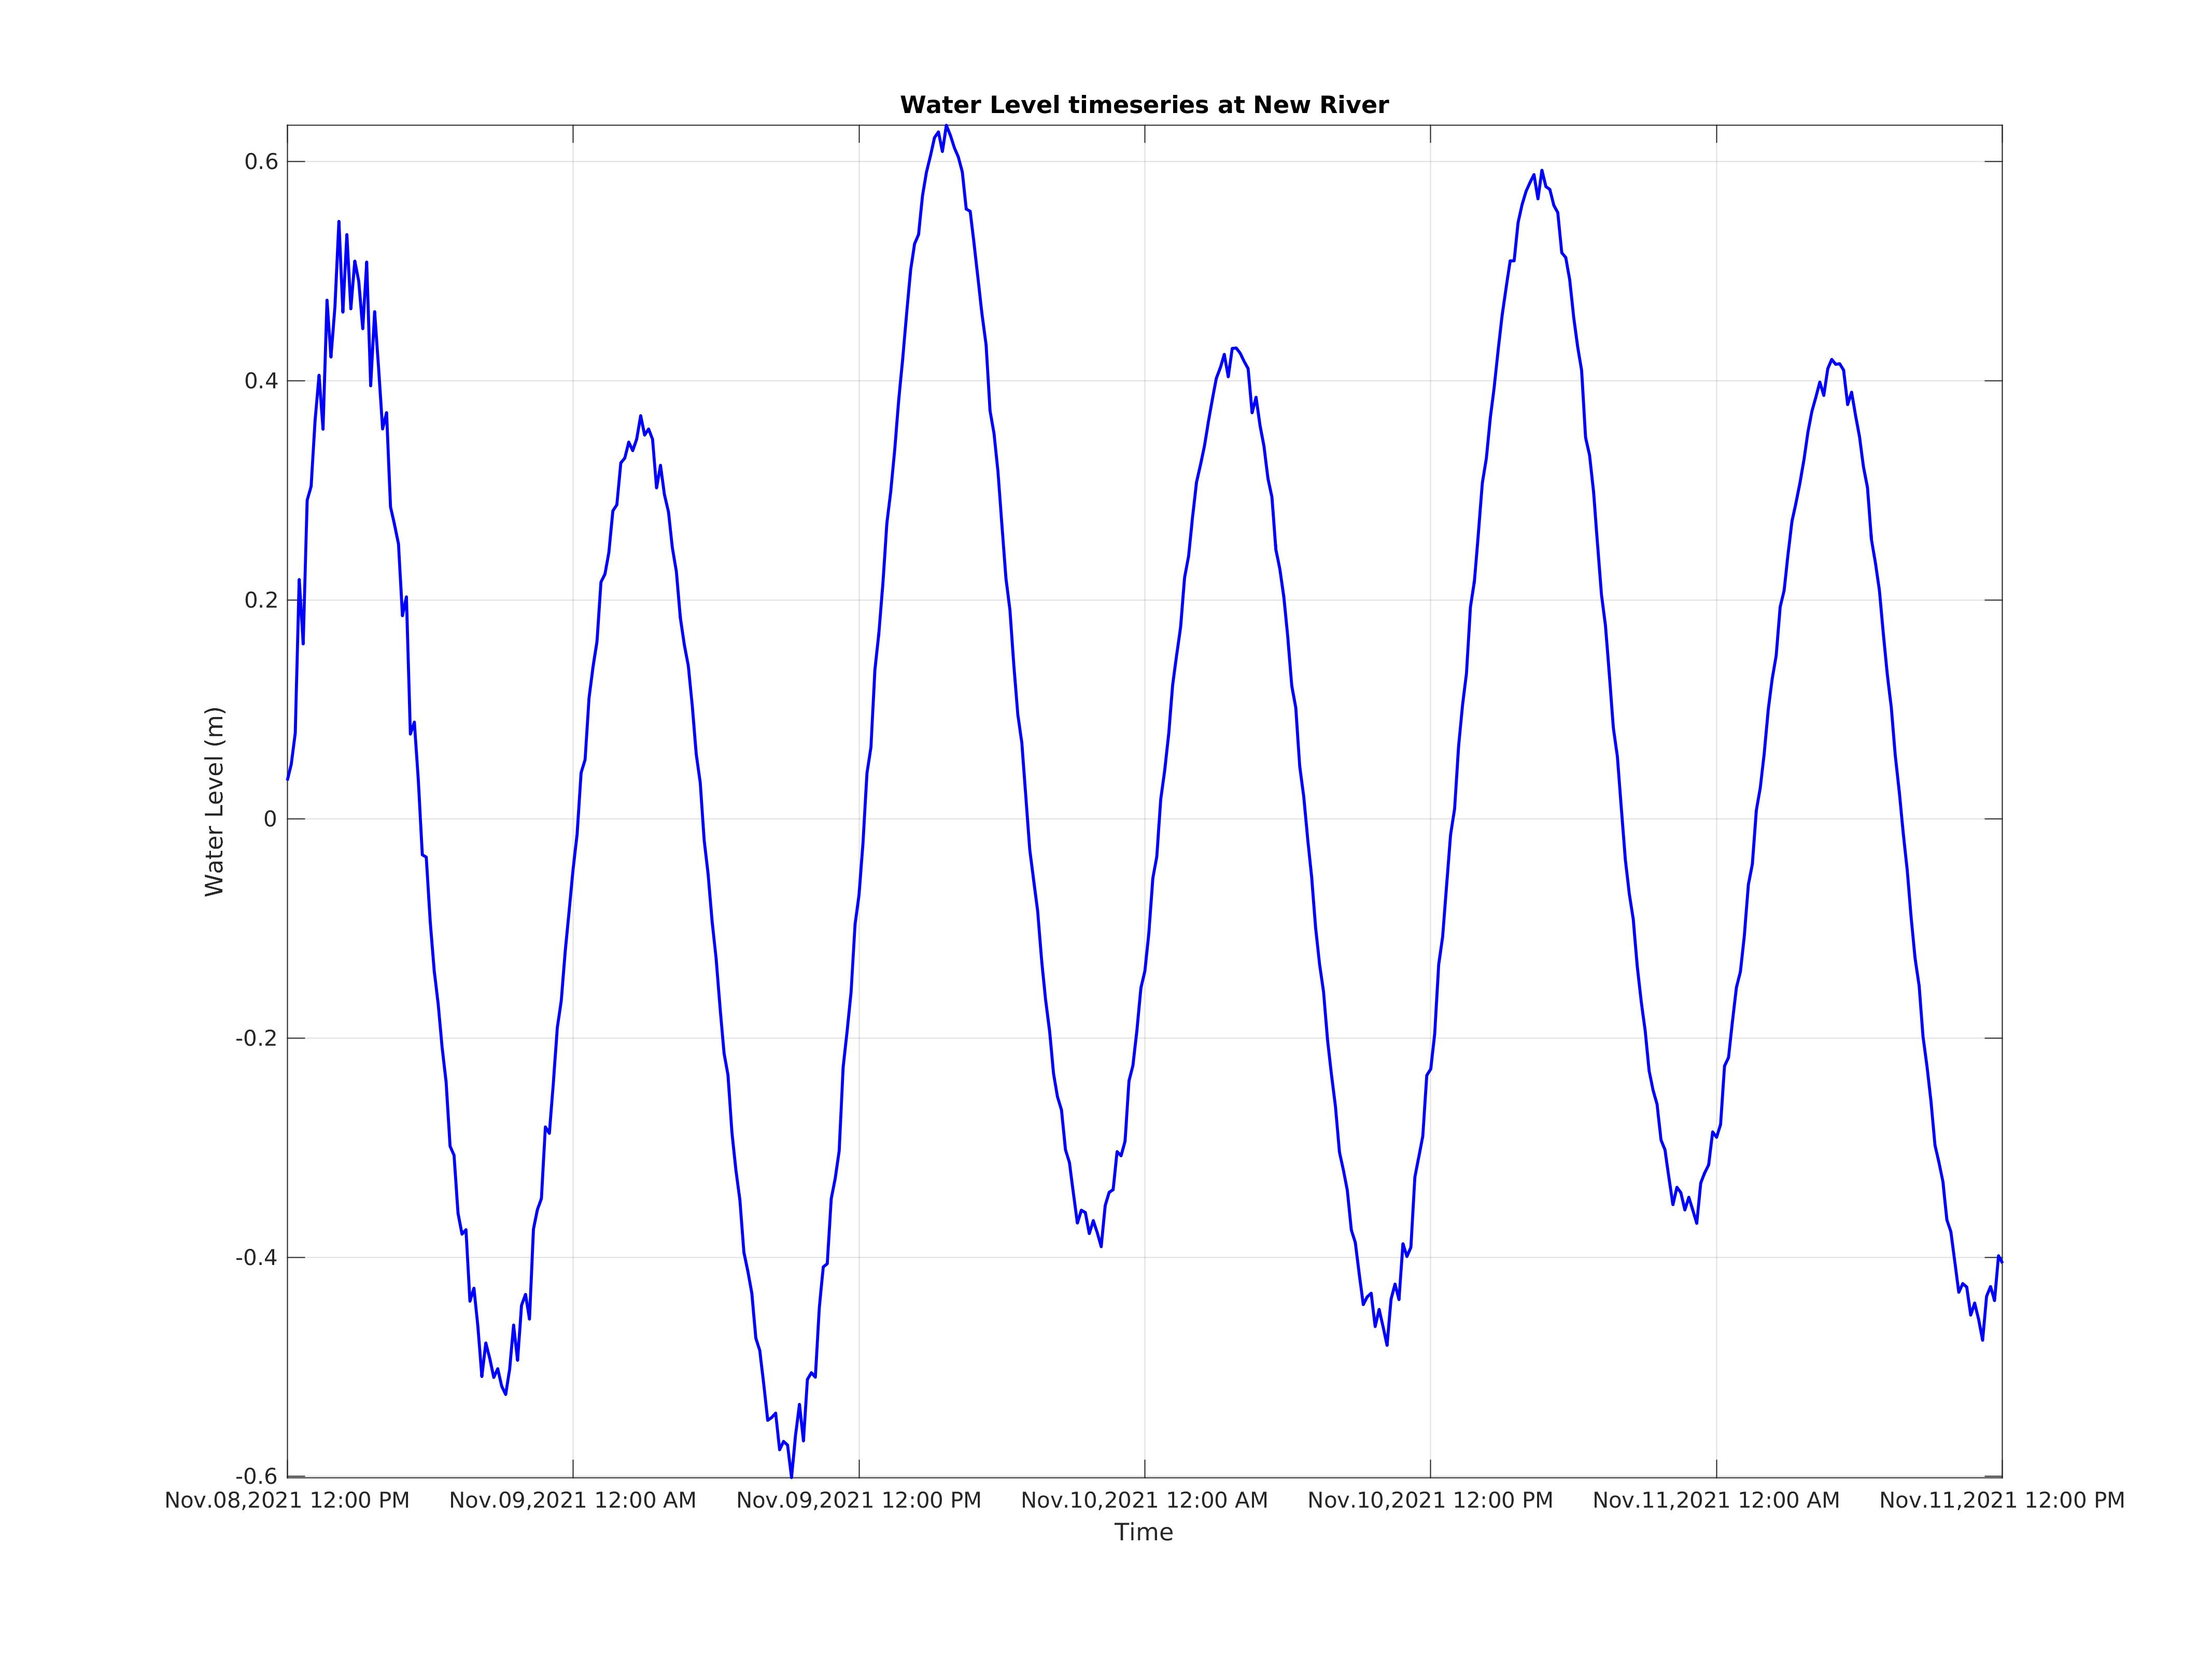 Water Level timeseries at New River
0.6
0.4
0.2
0
-0.2
-0.4
-0.6
Water Level (m)
Nov.08,2021 12:00 PM Nov.09,2021 12:00 AM Nov.09,2021 12:00 PM Nov.10,2021 12:00 AM Nov.10,2021 12:00 PM Nov.11,2021 12:00 AM Nov.11,2021 12:00 PM
Time